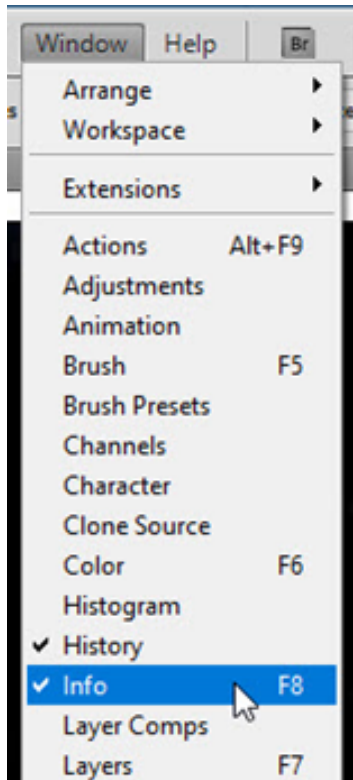 Window Help Br
Arrange
Workspace
Extensions
Actions Alt+F9
Adjustments
Animation
Brush F5
Brush Presets
Channels
Character
Clone Source
Color F6
Histogram
History
Info F8
Layer Comps
Layers F7